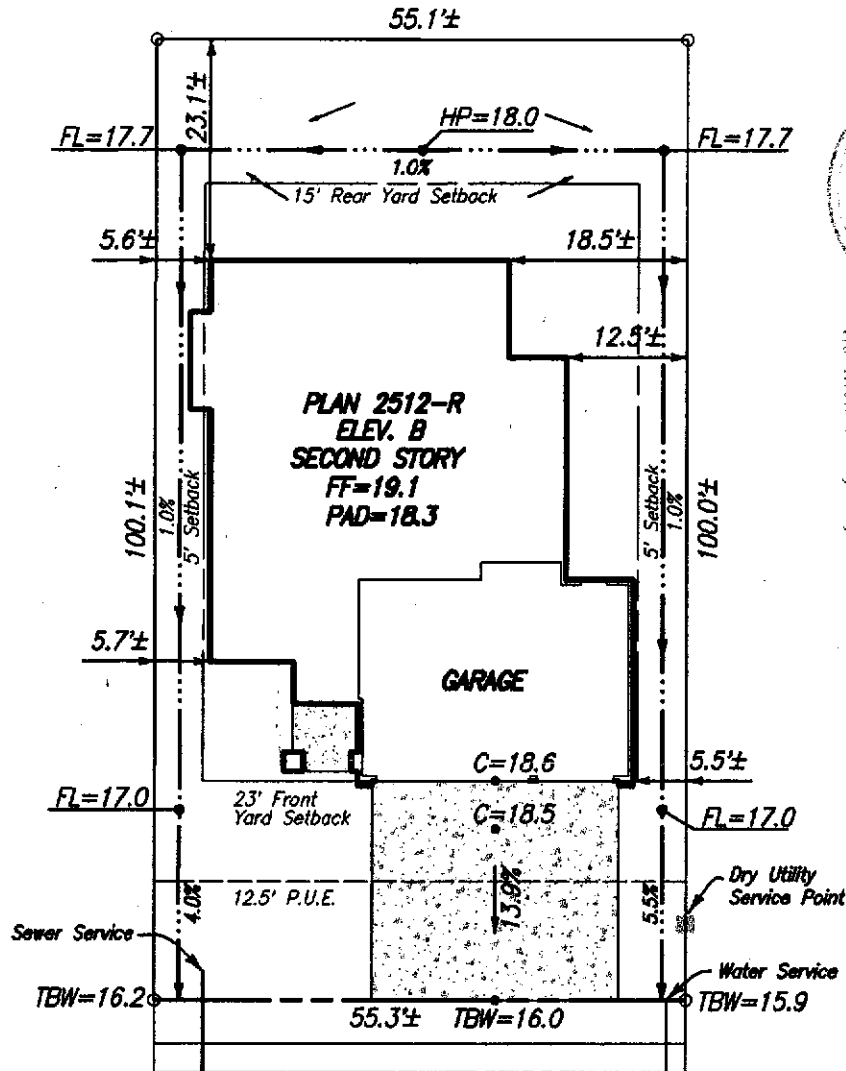 55.1'±
23.1'±
HP=18.0
FL=17.7
FL=17.7
1.0%
15' Rear Yard Setback
5.6'±
18.5'±
12.5'±
PLAN 2512-R
ELEV. B
SECOND STORY
FF=19.1
PAD=18.3
100.1'±
1.0%
5' Setback
5' Setback
1.0%
100.0'±
5.7'±
GARAGE
C=18.6
5.5'±
23' Front
Yard Setback
FL=17.0
C=18.5
FL=17.0
12.5' P.U.E.
4.0%
13.9%
5.5%
Dry Utility
Service Point
Sewer Service
Water Service
TBW=16.2
55.3'±
TBW=16.0
TBW=15.9